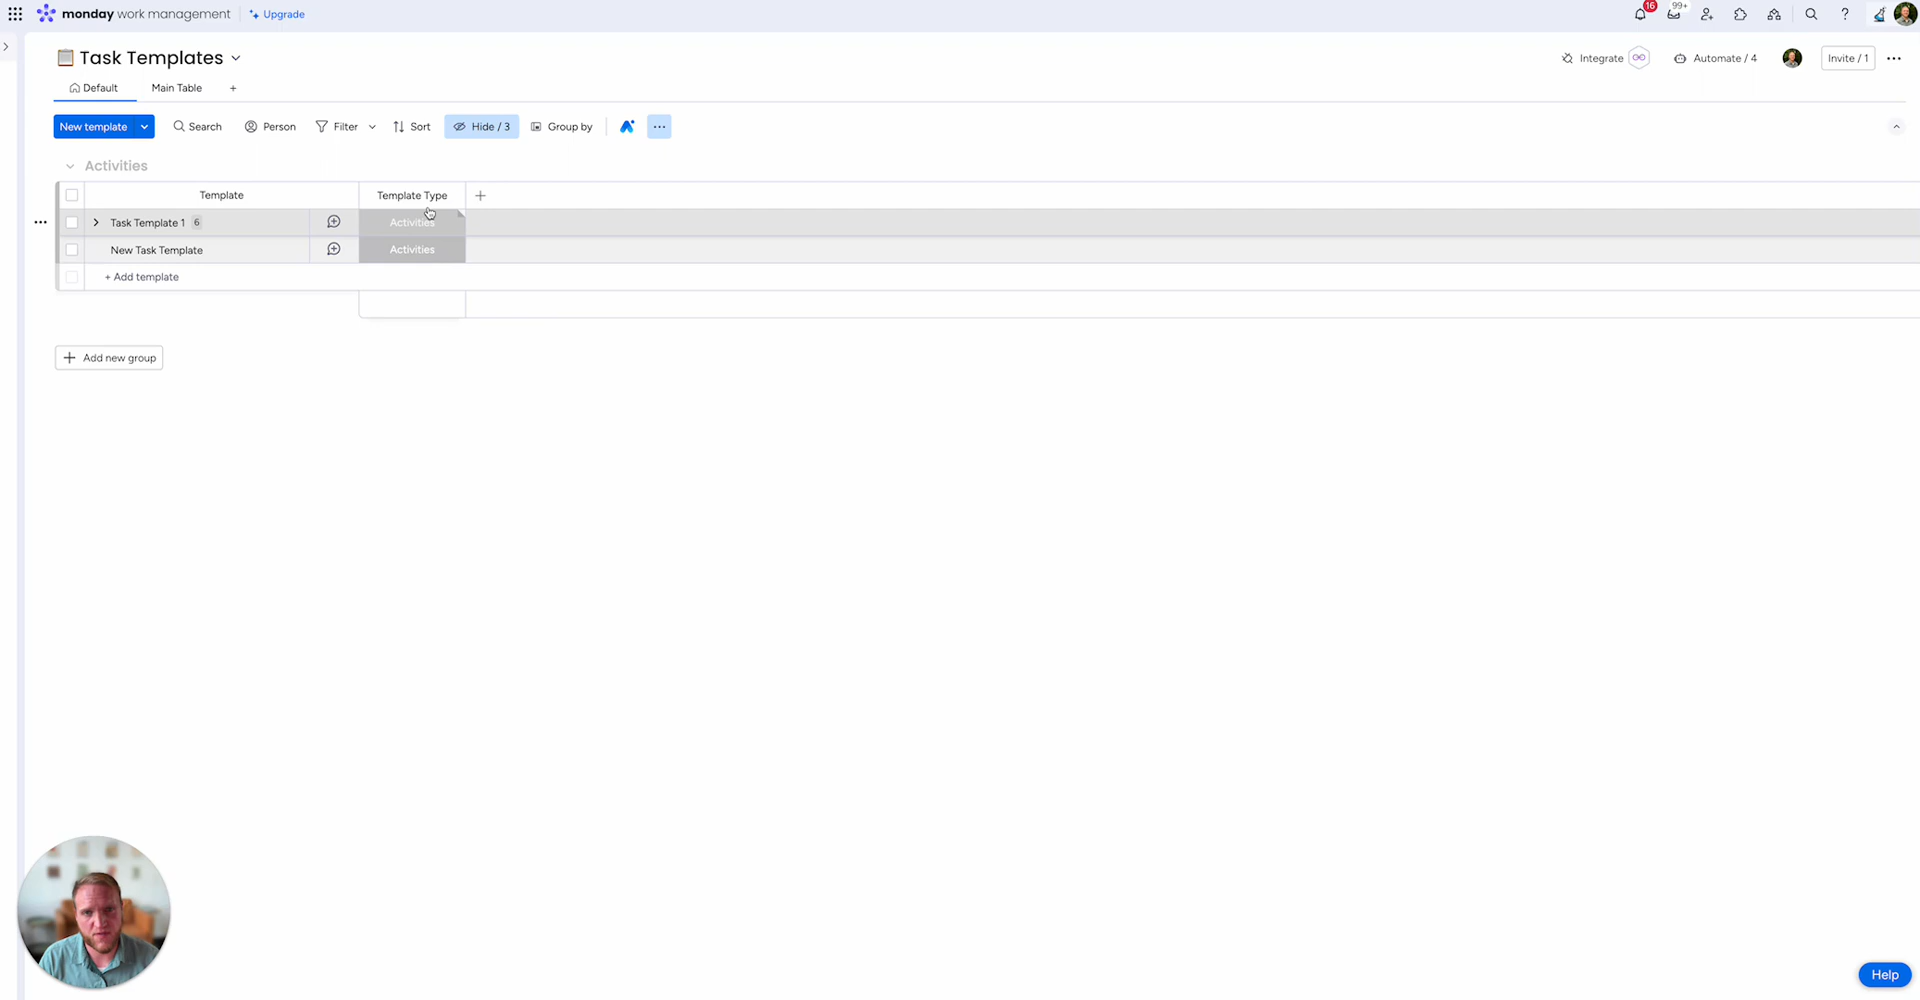 monday work management Upgrade 16 99+
Task Templates Integrate Automate / 4 Invite / 1
Default Main Table +
New template Search Person Filter Sort Hide / 3 Group by
Activities
Template Template Type
Task Template 1 6 Activities
New Task Template Activities
+ Add template
+ Add new group
Help